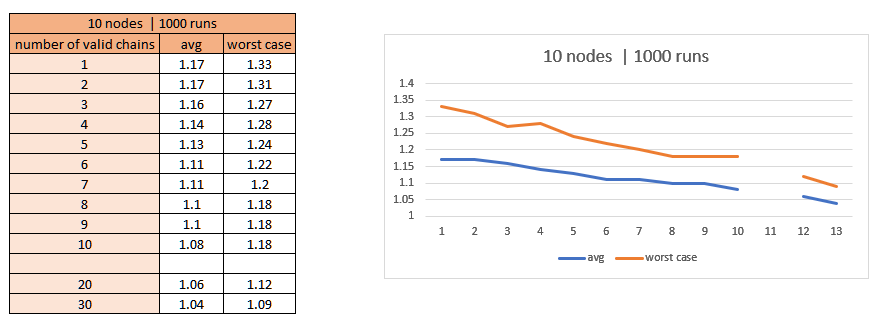 10 nodes | 1000 runs
number of valid chains avg worst case
1 1.17 1.33
2 1.17 1.31
3 1.16 1.27
4 1.14 1.28
5 1.13 1.24
6 1.11 1.22
7 1.11 1.2
8 1.1 1.18
9 1.1 1.18
10 1.08 1.18
20 1.06 1.12
30 1.04 1.09
10 nodes | 1000 runs
1.4
1.35
1.3
1.25
1.2
1.15
1.1
1.05
1
1 2 3 4 5 6 7 8 9 10 11 12 13
avg worst case